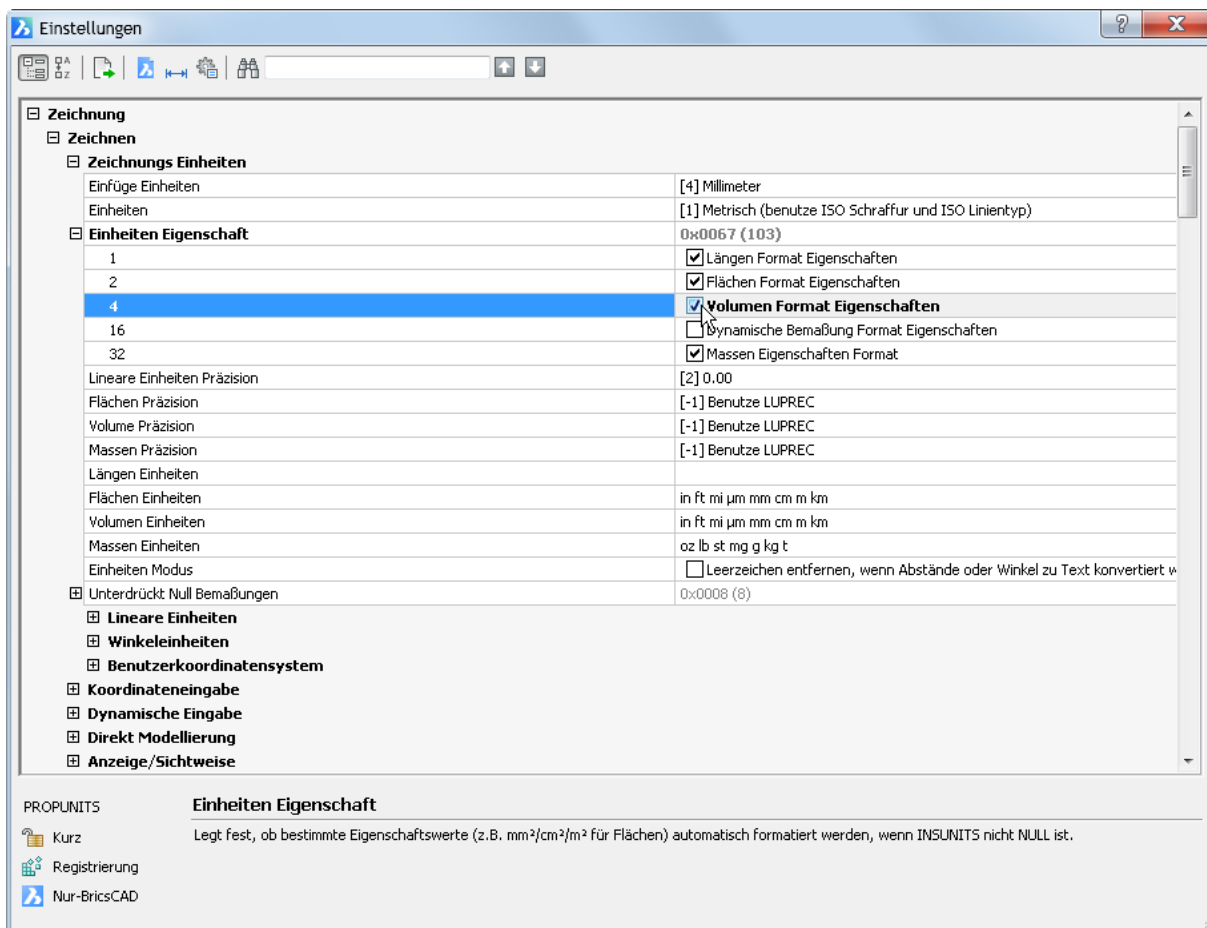 Einstellungen
Zeichnung
Zeichnen
Zeichnungs Einheiten
Einfüge Einheiten [4] Millimeter
Einheiten [1] Metrisch (benutze ISO Schraffur und ISO Linientyp)
Einheiten Eigenschaft 0x0067 (103)
1 Längen Format Eigenschaften
2 Flächen Format Eigenschaften
4 Volumen Format Eigenschaften
16 Dynamische Bemaßung Format Eigenschaften
32 Massen Eigenschaften Format
Lineare Einheiten Präzision [2] 0.00
Flächen Präzision [-1] Benutze LUPREC
Volume Präzision [-1] Benutze LUPREC
Massen Präzision [-1] Benutze LUPREC
Längen Einheiten
Flächen Einheiten in ft mi µm mm cm m km
Volumen Einheiten in ft mi µm mm cm m km
Massen Einheiten oz lb st mg g kg t
Einheiten Modus Leerzeichen entfernen, wenn Abstände oder Winkel zu Text konvertiert w
Unterdrückt Null Bemaßungen 0x0008 (8)
Lineare Einheiten
Winkeleinheiten
Benutzerkoordinatensystem
Koordinateneingabe
Dynamische Eingabe
Direkt Modellierung
Anzeige/Sichtweise
PROPUNITS Einheiten Eigenschaft
Kurz Legt fest, ob bestimmte Eigenschaftswerte (z.B. mm²/cm²/m² für Flächen) automatisch formatiert werden, wenn INSUNITS nicht NULL ist.
Registrierung
Nur-BricsCAD